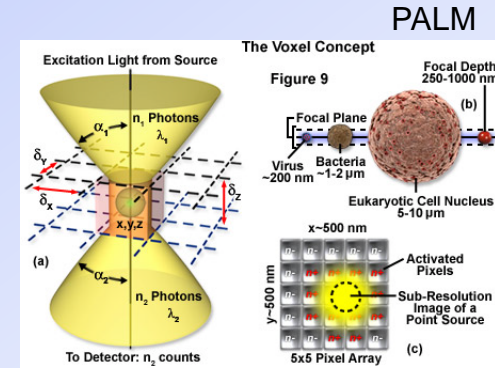 PALM
Excitation Light from Source
The Voxel Concept
Figure 9
Focal Depth
250-1000 nm
(b)
Focal Plane
α1
n1 Photons
λ1
Virus
~200 nm
Bacteria
~1-2 μm
Eukaryotic Cell Nucleus
5-10 μm
δY
δX
δZ
x,y,z
(a)
α2
n2 Photons
λ2
To Detector: n2 counts
x~500 nm
y~500 nm
n- n- n- n- n-
n- n+ n+ n+
n- n+ n+
n- n+ n+
n- n+ n+ n+
Activated
Pixels
Sub-Resolution
Image of a
Point Source
5x5 Pixel Array
(c)